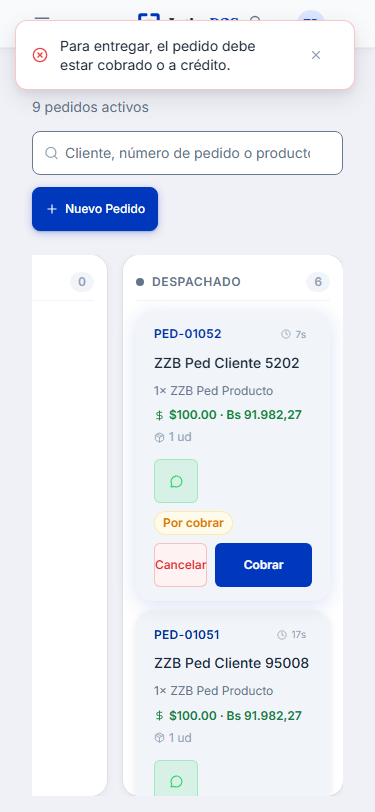 Para entregar, el pedido debe
estar cobrado o a crédito.
9 pedidos activos
Cliente, número de pedido o producto
Nuevo Pedido
0
DESPACHADO
6
PED-01052
7s
ZZB Ped Cliente 5202
1× ZZB Ped Producto
$100.00 · Bs 91.982,27
1 ud
Por cobrar
Cancelar
Cobrar
PED-01051
17s
ZZB Ped Cliente 95008
1× ZZB Ped Producto
$100.00 · Bs 91.982,27
1 ud